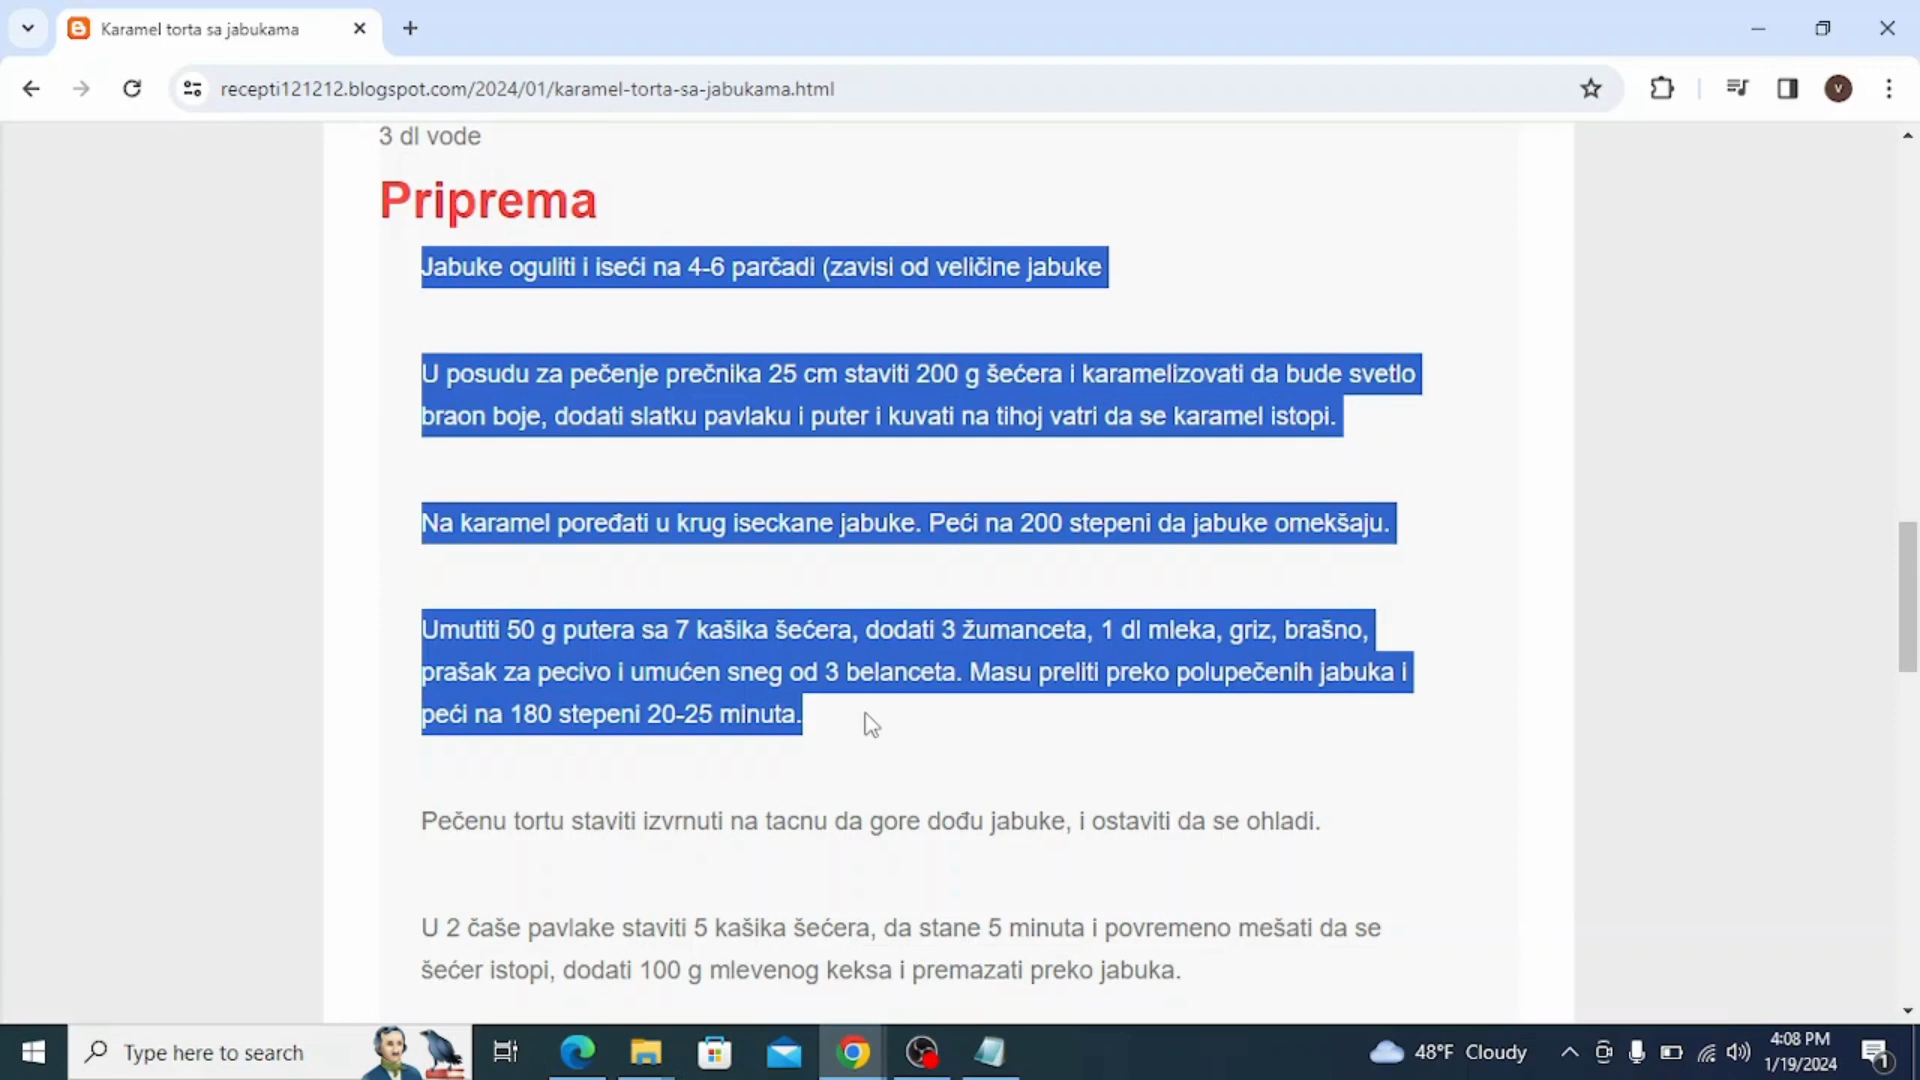 Karamel torta sa jabukama
recepti121212.blogspot.com/2024/01/karamel-torta-sa-jabukama.html
V
3 dl vode
Priprema
Jabuke oguliti i iseći na 4-6 parčadi (zavisi od veličine jabuke
U posudu za pečenje prečnika 25 cm staviti 200 g šećera i karamelizovati da bude svetlo
braon boje, dodati slatku pavlaku i puter i kuvati na tihoj vatri da se karamel istopi.
Na karamel poređati u krug iseckane jabuke. Peći na 200 stepeni da jabuke omekšaju.
Umutiti 50 g putera sa 7 kašika šećera, dodati 3 žumanceta, 1 dl mleka, griz, brašno,
prašak za pecivo i umućen sneg od 3 belanceta. Masu preliti preko polupečenih jabuka i
peći na 180 stepeni 20-25 minuta.
Pečenu tortu staviti izvrnuti na tacnu da gore dođu jabuke, i ostaviti da se ohladi.
U 2 čaše pavlake staviti 5 kašika šećera, da stane 5 minuta i povremeno mešati da se
šećer istopi, dodati 100 g mlevenog keksa i premazati preko jabuka.
Type here to search
48°F Cloudy
4:08 PM
1/19/2024
1